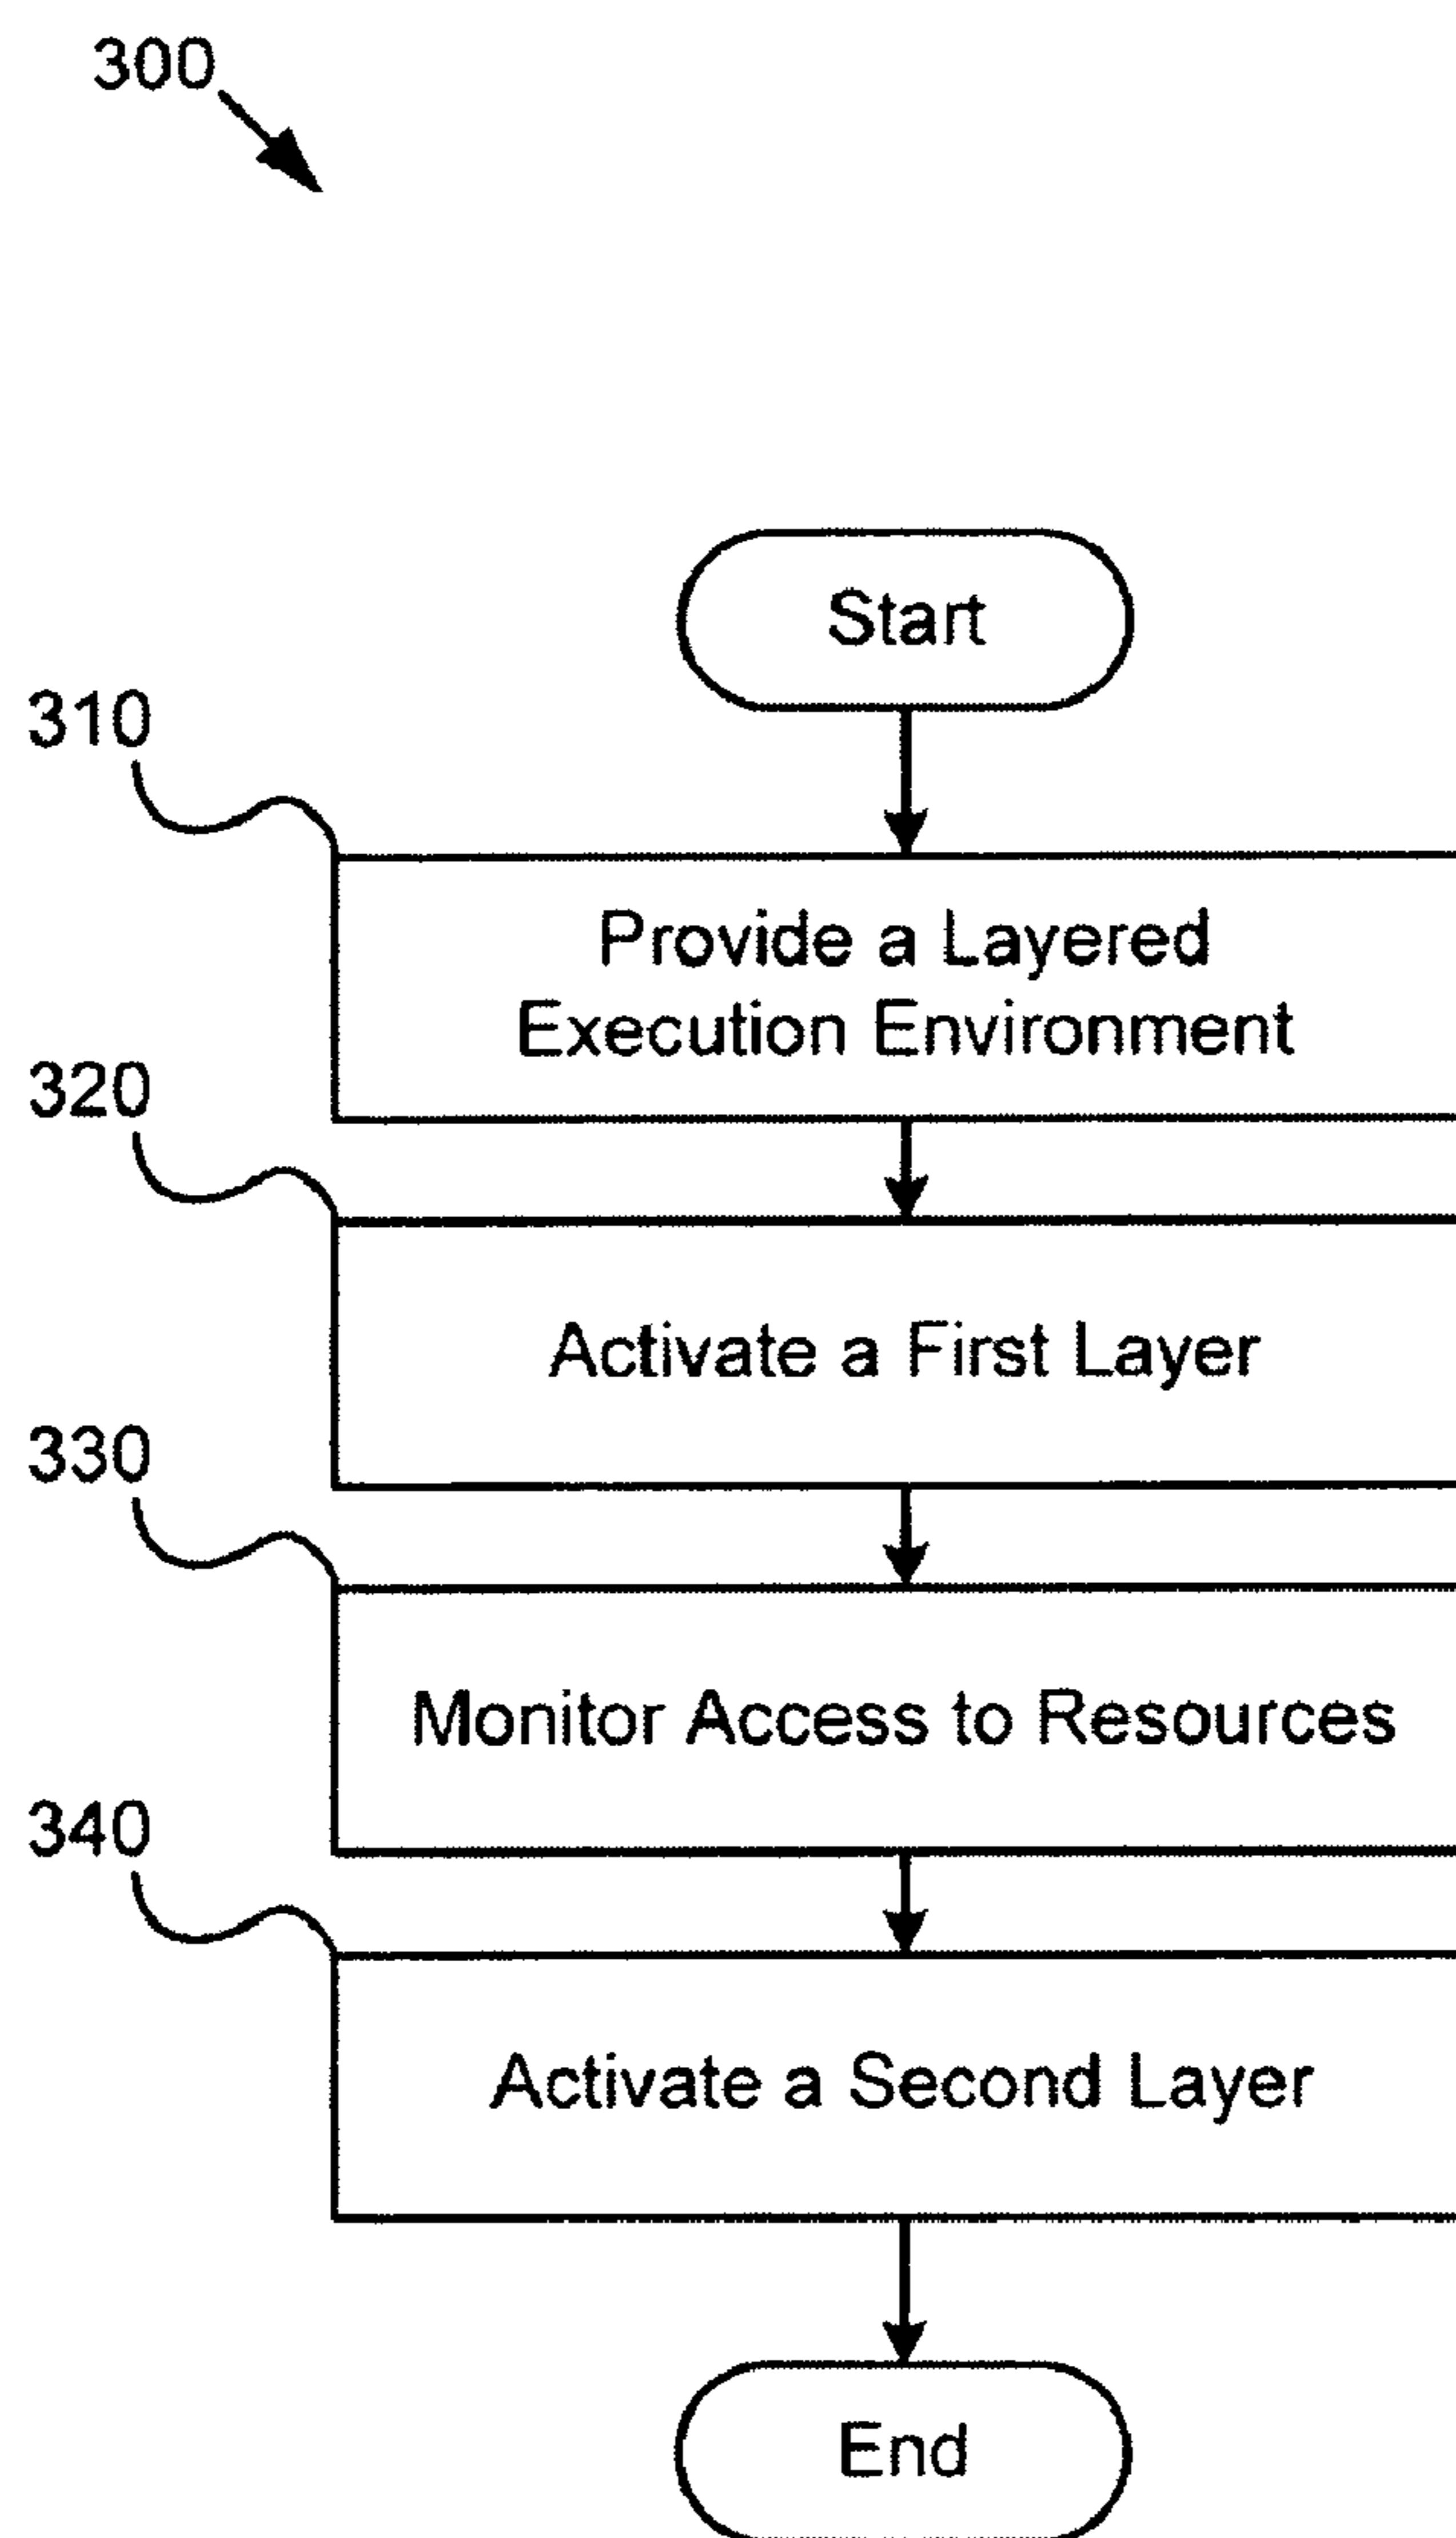 300
Start
310
Provide a Layered
Execution Environment
320
Activate a First Layer
330
Monitor Access to Resources
340
Activate a Second Layer
End